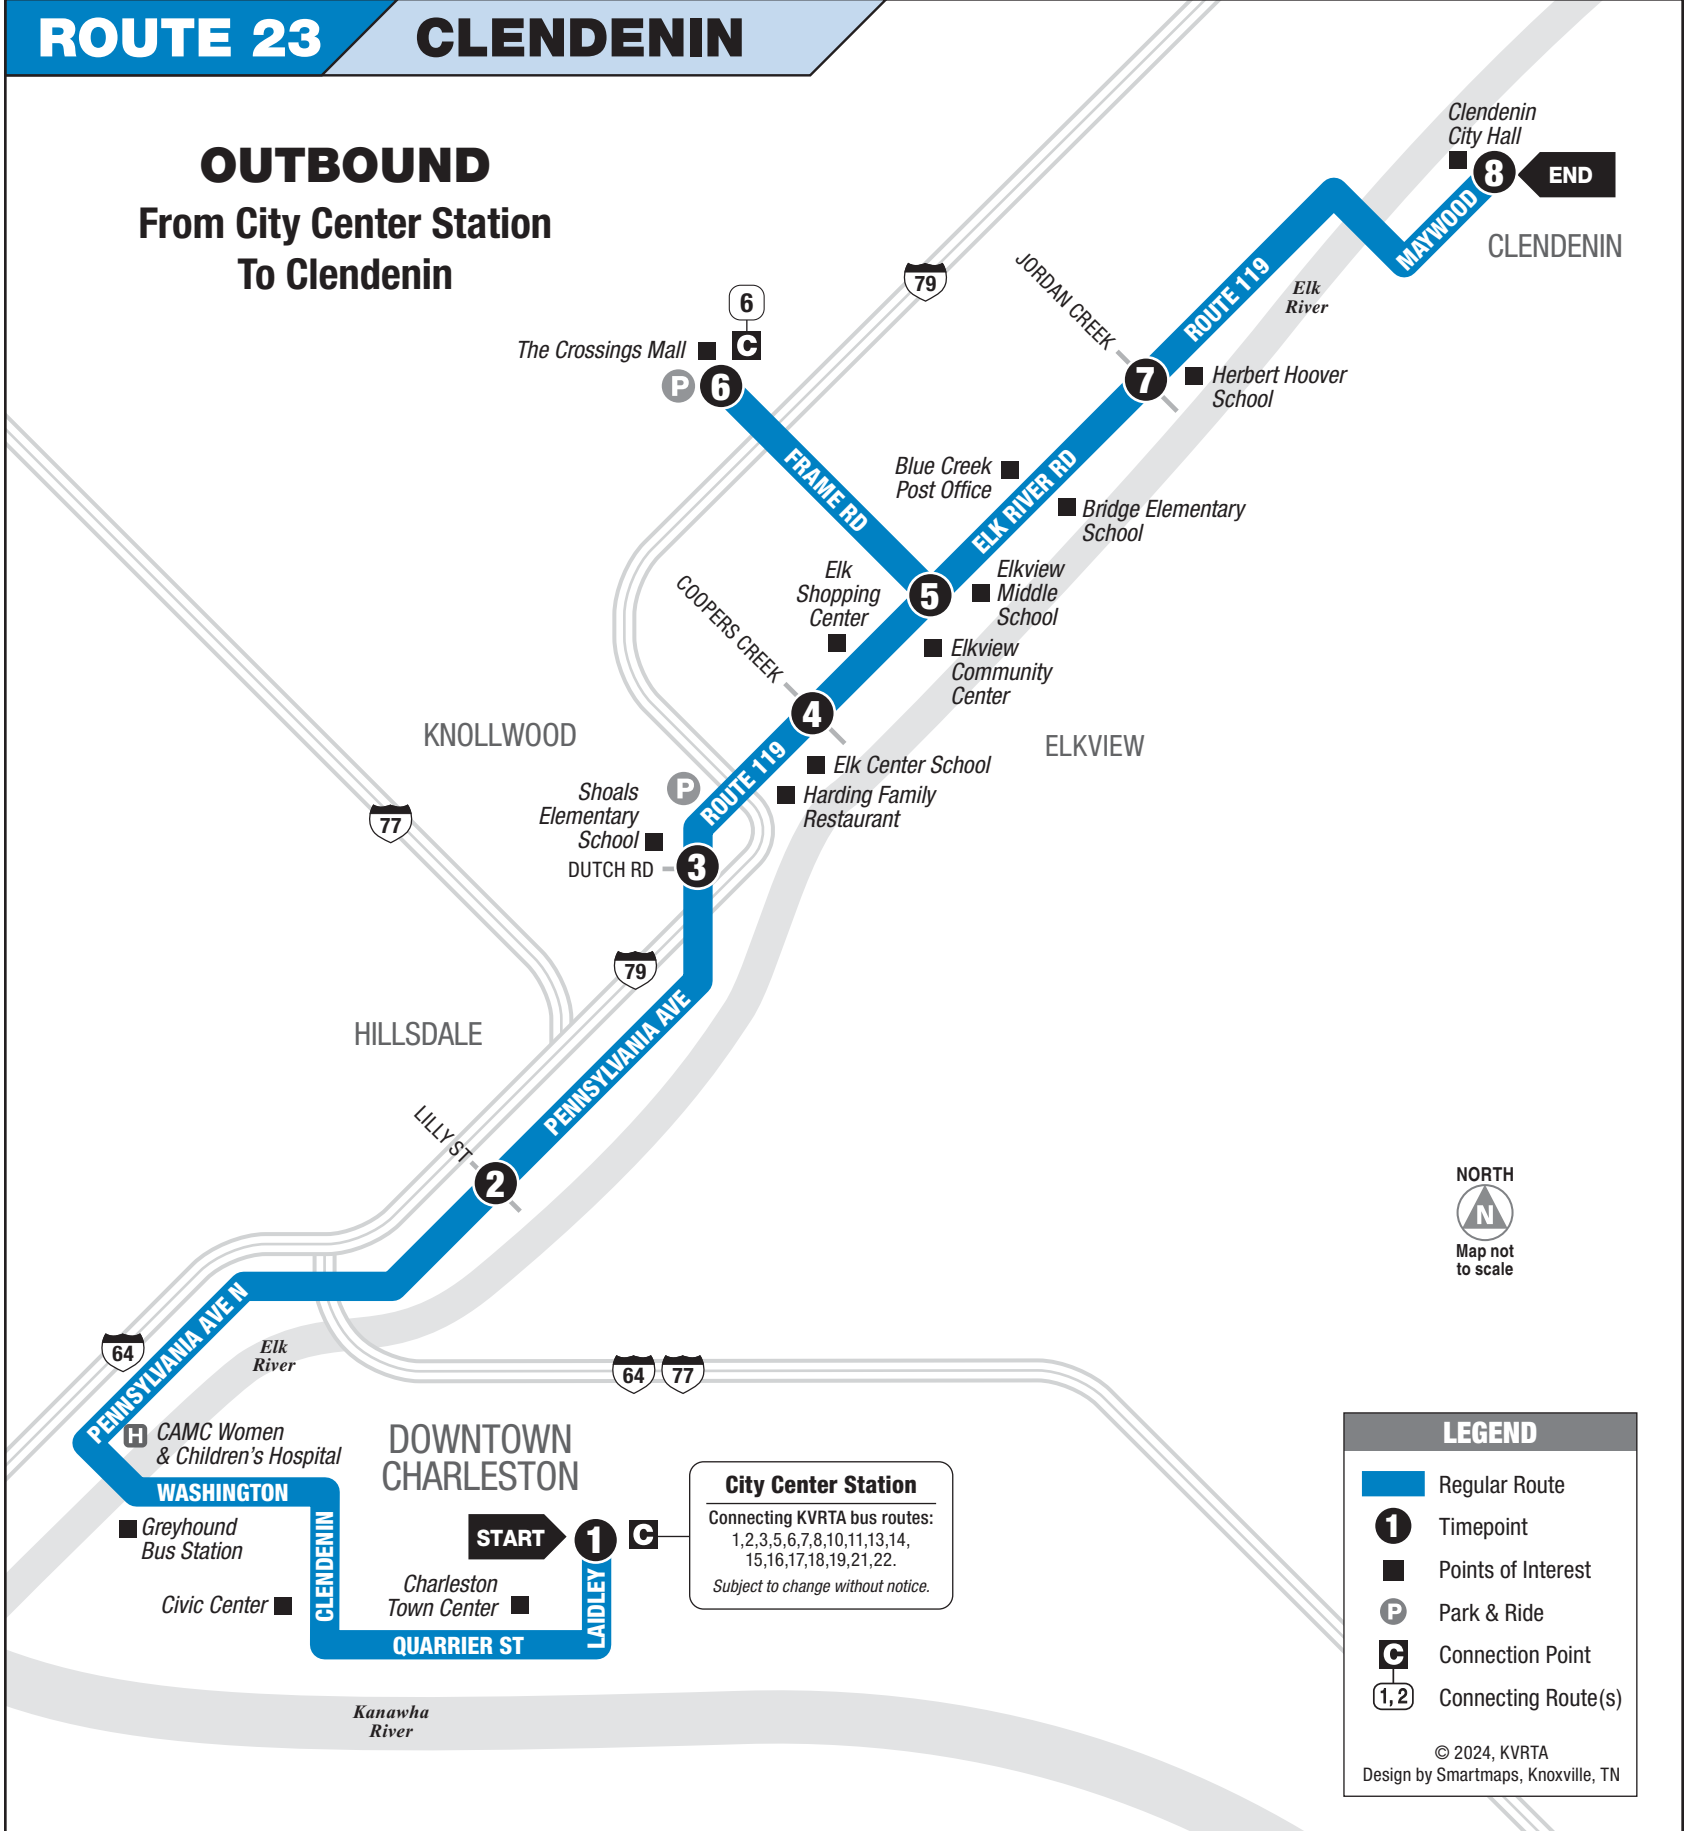 ROUTE 23
CLENDENIN
OUTBOUND
From City Center Station
To Clendenin
Clendenin
City Hall
8
END
MAYWOOD
CLENDENIN
ROUTE 119
Elk
River
79
JORDAN CREEK
7
Herbert Hoover
School
6
C
The Crossings Mall
P
6
FRAME RD
Blue Creek
Post Office
ELK RIVER RD
Bridge Elementary
School
Elk
Shopping
Center
5
Elkview
Middle
School
Elkview
Community
Center
COOPERS CREEK
4
KNOLLWOOD
ELKVIEW
ROUTE 119
Elk Center School
Harding Family
Restaurant
P
Shoals
Elementary
School
DUTCH RD
3
77
79
HILLSDALE
PENNSYLVANIA AVE
LILLY ST
2
NORTH
N
Map not
to scale
PENNSYLVANIA AVE N
64
Elk
River
64
77
H
CAMC Women
& Children's Hospital
DOWNTOWN
CHARLESTON
WASHINGTON
Greyhound
Bus Station
CLENDENIN
Civic Center
START
1
C
Charleston
Town Center
LAIDLEY
QUARRIER ST
City Center Station
Connecting KVRTA bus routes:
1,2,3,5,6,7,8,10,11,13,14,
15,16,17,18,19,21,22.
Subject to change without notice.
Kanawha
River
LEGEND
Regular Route
1
Timepoint
Points of Interest
P
Park & Ride
C
Connection Point
1, 2
Connecting Route(s)
© 2024, KVRTA
Design by Smartmaps, Knoxville, TN